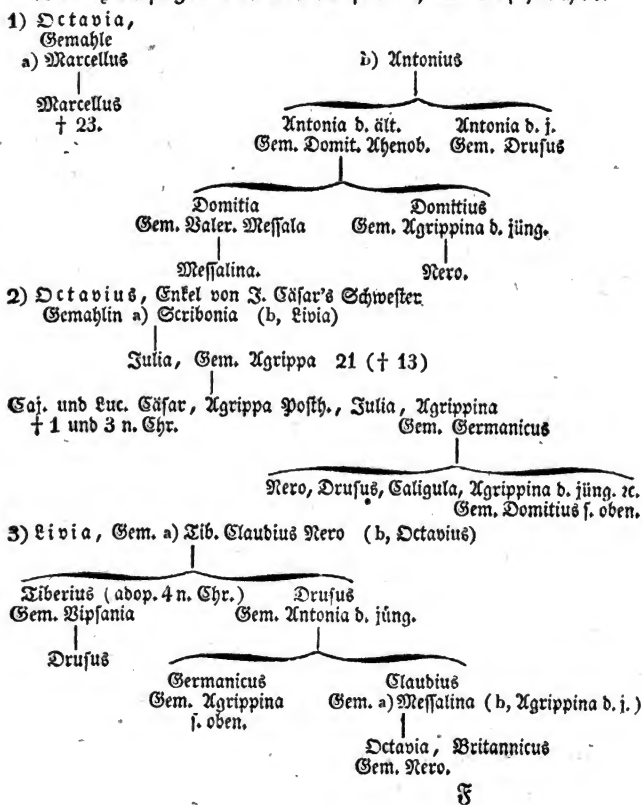 1) Octavia,
Gemahle
a) Marcellus
b) Antonius
Marcellus
† 23.
Antonia d. ält.
Gem. Domit. Ahenob.
Antonia d. j.
Gem. Drusus
Domitia
Gem. Valer. Messala
Domitius
Gem. Agrippina d. jüng.
Messalina.
Nero.
2) Octavius, Enkel von J. Cäsar's Schwester
Gemahlin a) Scribonia (b, Livia)
Julia, Gem. Agrippa 21 († 13)
Caj. und Luc. Cäsar, Agrippa Posth., Julia, Agrippina
† 1 und 3 n. Chr.
Gem. Germanicus
Nero, Drusus, Caligula, Agrippina d. jüng. ꝛc.
Gem. Domitius s. oben.
3) Livia, Gem. a) Tib. Claudius Nero (b, Octavius)
Tiberius (adop. 4 n. Chr.)
Gem. Vipsania
Drusus
Gem. Antonia d. jüng.
Drusus
Germanicus
Gem. Agrippina
s. oben.
Claudius
Gem. a) Messalina (b, Agrippina d. j.)
Octavia, Britannicus
Gem. Nero.
F